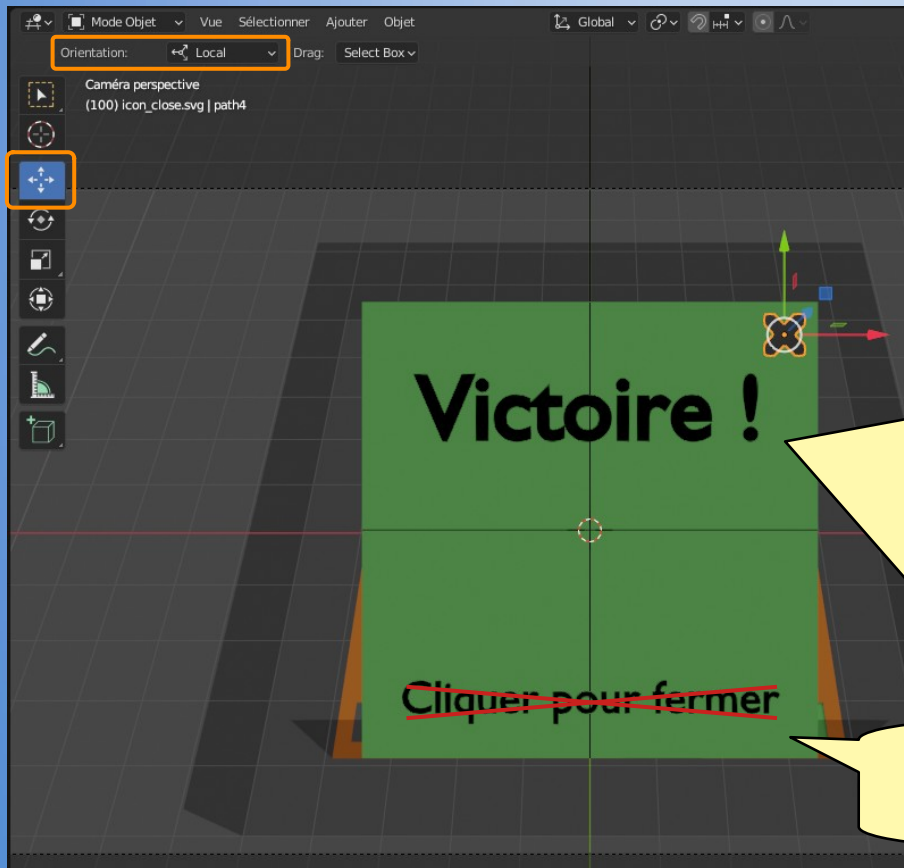 Mode Objet Vue Sélectionner Ajouter Objet Global
Orientation: Local Drag: Select Box
Caméra perspective
(100) icon_close.svg | path4
Victoire !
Cliquer pour fermer